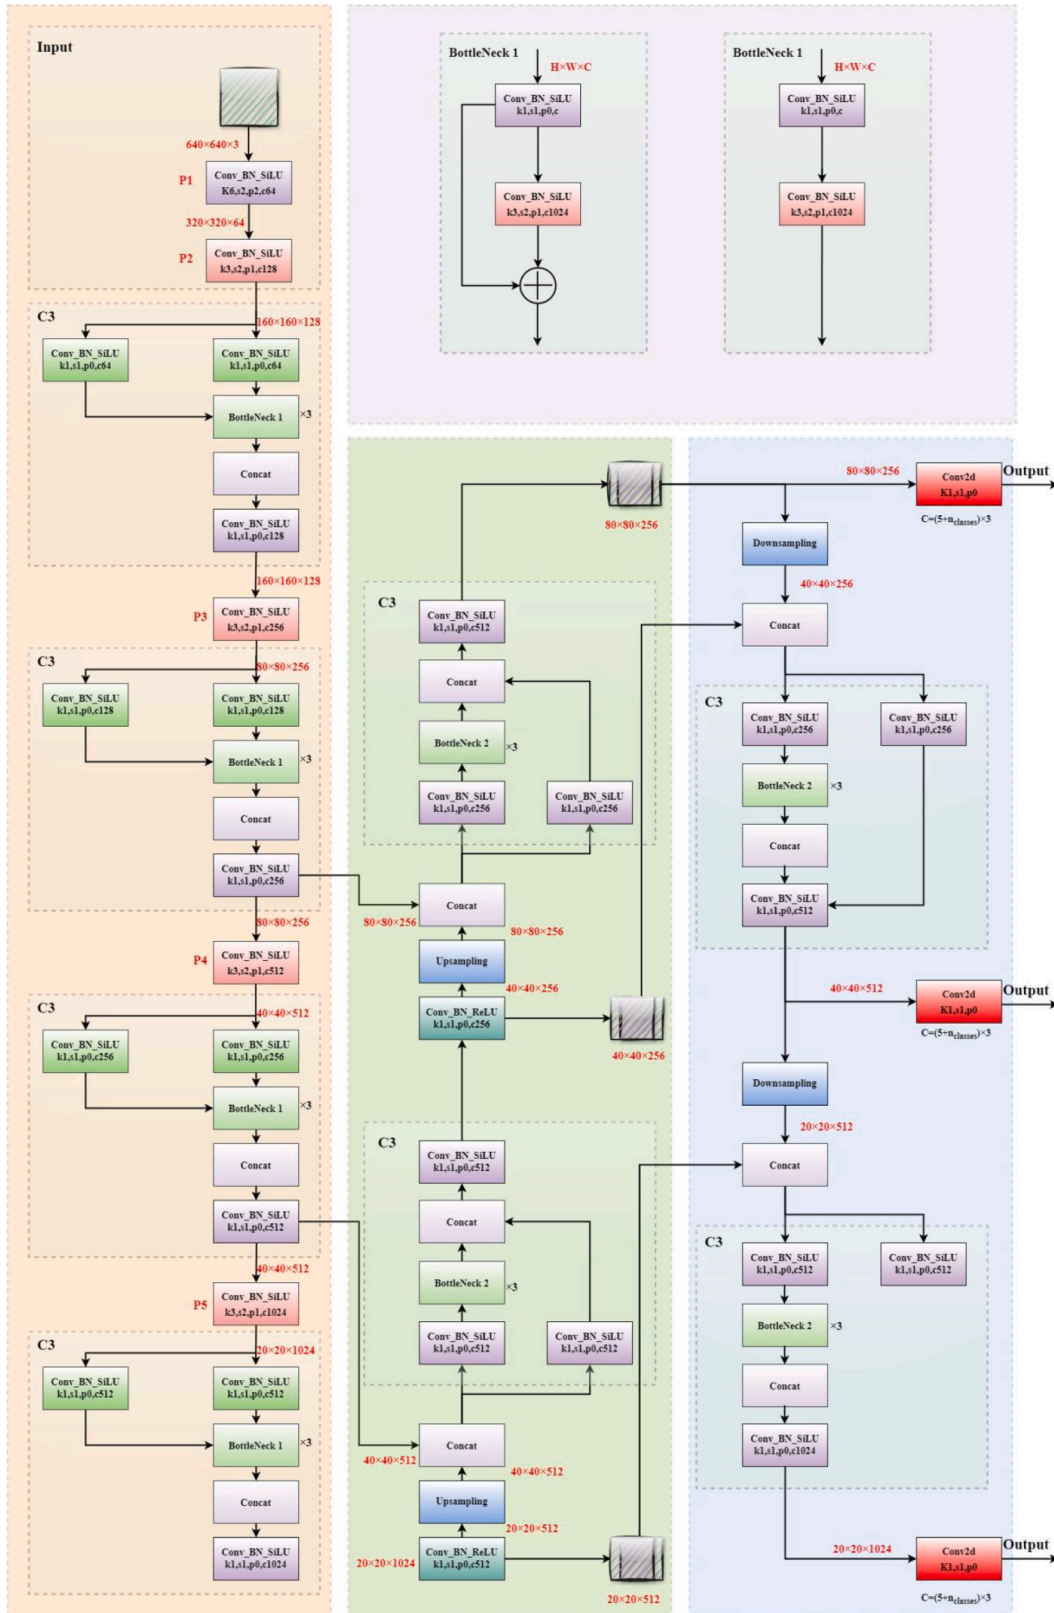 Input
640×640×3
P1
Conv_BN_SiLU
K6,s2,p2,c64
320×320×64
P2
Conv_BN_SiLU
k3,s2,p1,c128
C3
160×160×128
Conv_BN_SiLU
k1,s1,p0,c64
Conv_BN_SiLU
k1,s1,p0,c64
BottleNeck 1
×3
Concat
Conv_BN_SiLU
k1,s1,p0,c128
160×160×128
P3
Conv_BN_SiLU
k3,s2,p1,c256
C3
80×80×256
Conv_BN_SiLU
k1,s1,p0,c128
Conv_BN_SiLU
k1,s1,p0,c128
BottleNeck 1
×3
Concat
Conv_BN_SiLU
k1,s1,p0,c256
80×80×256
P4
Conv_BN_SiLU
k3,s2,p1,c512
C3
40×40×512
Conv_BN_SiLU
k1,s1,p0,c256
Conv_BN_SiLU
k1,s1,p0,c256
BottleNeck 1
×3
Concat
Conv_BN_SiLU
k1,s1,p0,c512
40×40×512
P5
Conv_BN_SiLU
k3,s2,p1,c1024
C3
20×20×1024
Conv_BN_SiLU
k1,s1,p0,c512
Conv_BN_SiLU
k1,s1,p0,c512
BottleNeck 1
×3
Concat
Conv_BN_SiLU
k1,s1,p0,c1024
BottleNeck 1
H×W×C
Conv_BN_SiLU
k1,s1,p0,c
Conv_BN_SiLU
k3,s2,p1,c1024
BottleNeck 1
H×W×C
Conv_BN_SiLU
k1,s1,p0,c
Conv_BN_SiLU
k3,s2,p1,c1024
80×80×256
C3
Conv_BN_SiLU
k1,s1,p0,c512
Concat
BottleNeck 2
×3
Conv_BN_SiLU
k1,s1,p0,c256
Conv_BN_SiLU
k1,s1,p0,c256
Concat
80×80×256
80×80×256
Upsampling
40×40×256
Conv_BN_ReLU
k1,s1,p0,c256
40×40×256
C3
Conv_BN_SiLU
k1,s1,p0,c512
Concat
BottleNeck 2
×3
Conv_BN_SiLU
k1,s1,p0,c512
Conv_BN_SiLU
k1,s1,p0,c512
Concat
40×40×512
40×40×512
Upsampling
20×20×512
20×20×1024
Conv_BN_ReLU
k1,s1,p0,c512
20×20×512
80×80×256
Conv2d
K1,s1,p0
Output
C=(5+n_classes)×3
Downsampling
40×40×256
Concat
C3
Conv_BN_SiLU
k1,s1,p0,c256
Conv_BN_SiLU
k1,s1,p0,c256
BottleNeck 2
×3
Concat
Conv_BN_SiLU
k1,s1,p0,c512
40×40×512
Conv2d
K1,s1,p0
Output
C=(5+n_classes)×3
Downsampling
20×20×512
Concat
C3
Conv_BN_SiLU
k1,s1,p0,c512
Conv_BN_SiLU
k1,s1,p0,c512
BottleNeck 2
×3
Concat
Conv_BN_SiLU
k1,s1,p0,c1024
20×20×1024
Conv2d
K1,s1,p0
Output
C=(5+n_classes)×3